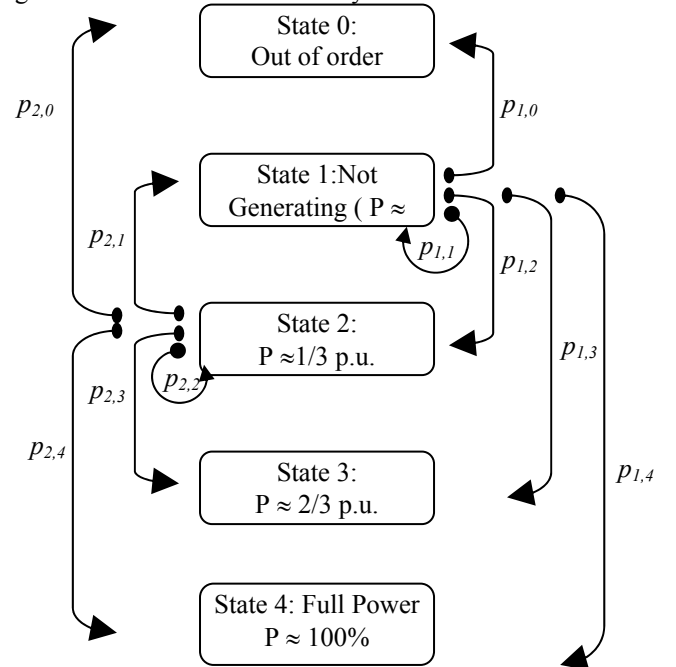 State 0:
Out of order
p2,0
p1,0
State 1:Not
Generating ( P ≈
p2,1
p1,1
p1,2
State 2:
P ≈1/3 p.u.
p1,3
p2,2
p2,3
p2,4
State 3:
P ≈ 2/3 p.u.
p1,4
State 4: Full Power
P ≈ 100%